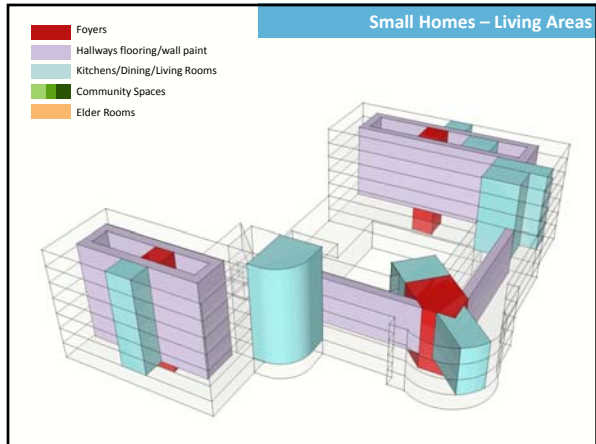 Small Homes – Living Areas
Foyers
Hallways flooring/wall paint
Kitchens/Dining/Living Rooms
Community Spaces
Elder Rooms